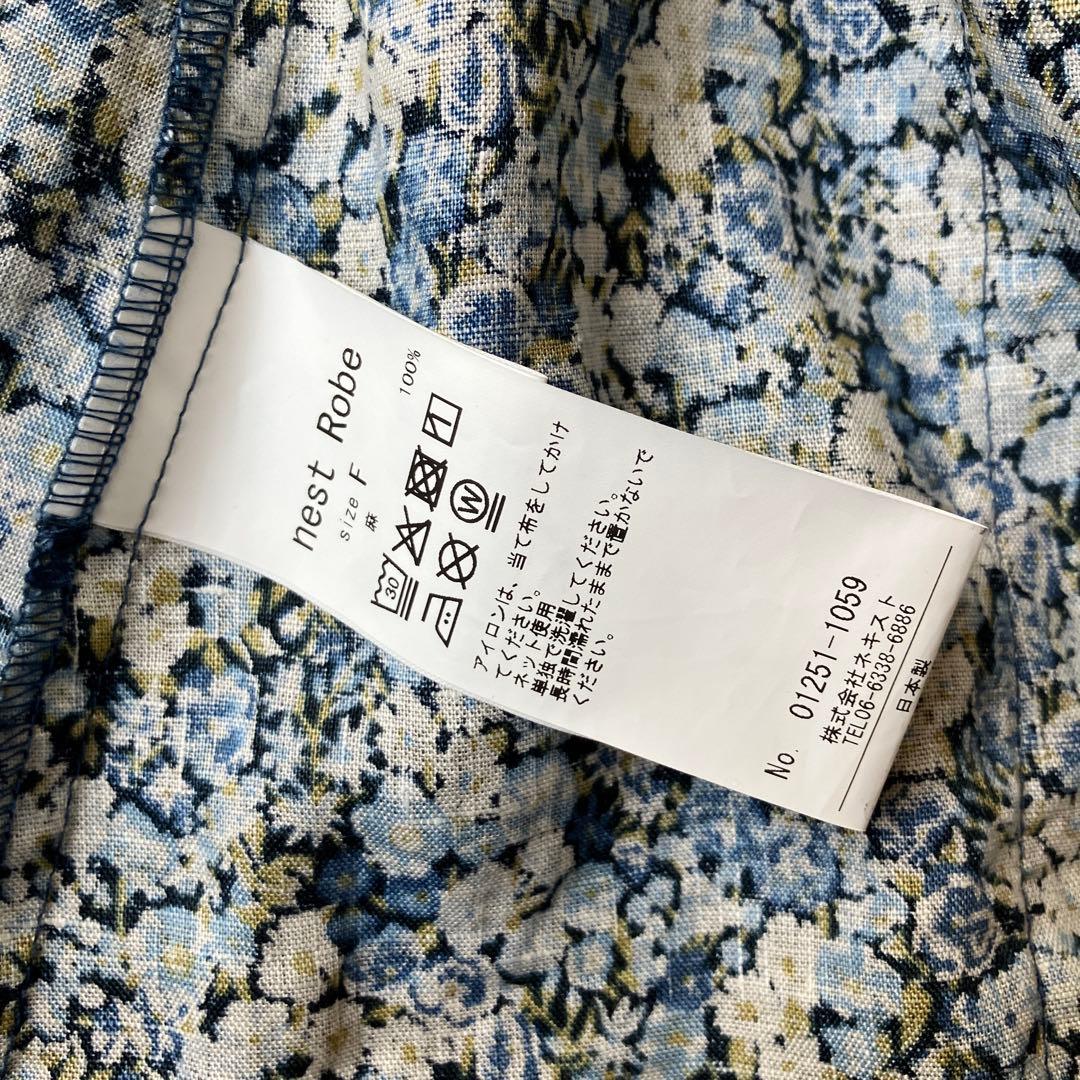 nest Robe
size F
麻 100%
30
W
アイロンは、当て布をしてかけ
てください。
ネット使用
単独で洗濯してください。
長時間濡れたままで置かないで
ください。
No. 01251-1059
株式会社ネキスト
TEL06-6338-6886
日本製